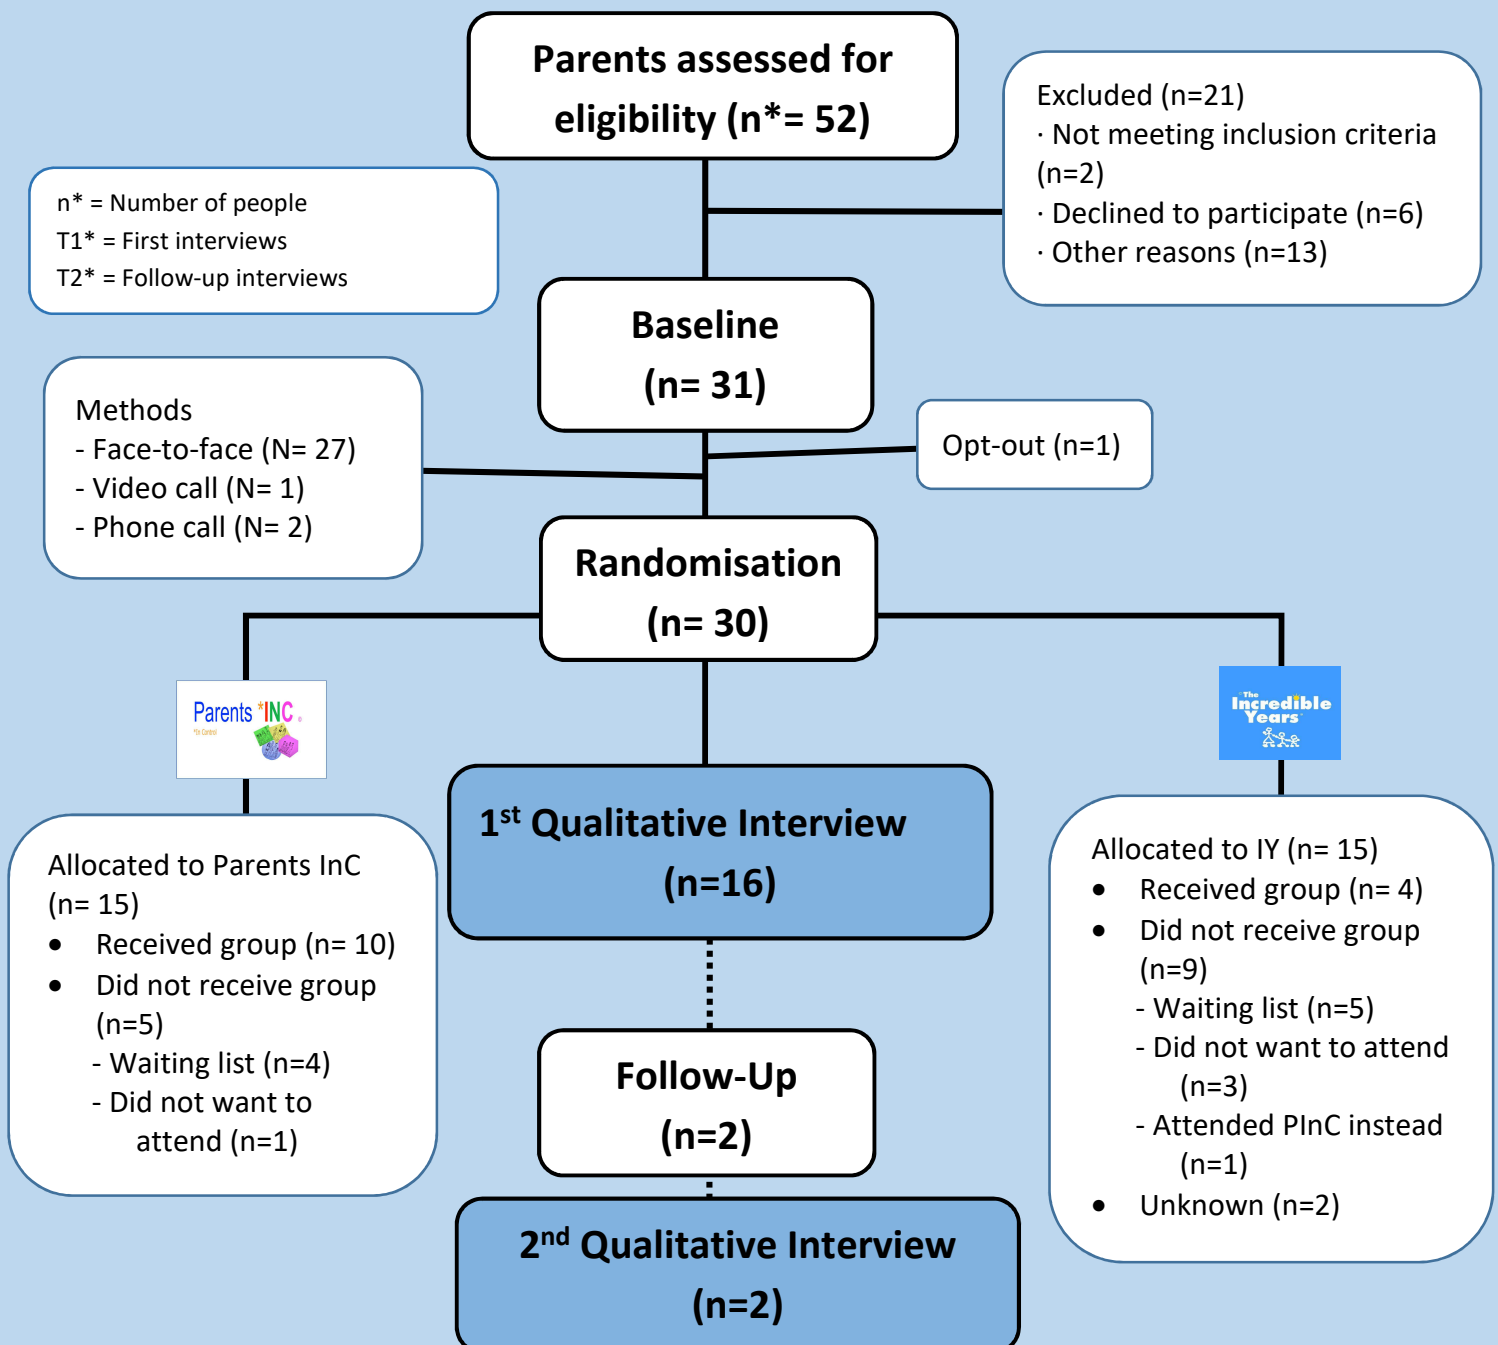 Parents assessed for
eligibility (n*= 52)
Excluded (n=21)
· Not meeting inclusion criteria
(n=2)
· Declined to participate (n=6)
· Other reasons (n=13)
n* = Number of people
T1* = First interviews
T2* = Follow-up interviews
Baseline
(n= 31)
Methods
- Face-to-face (N= 27)
- Video call (N= 1)
- Phone call (N= 2)
Opt-out (n=1)
Randomisation
(n= 30)
Parents *INC
*In Control
The
Incredible
Years
1st Qualitative Interview
(n=16)
Allocated to Parents InC
(n= 15)
• Received group (n= 10)
• Did not receive group
(n=5)
- Waiting list (n=4)
- Did not want to
attend (n=1)
Allocated to IY (n= 15)
• Received group (n= 4)
• Did not receive group
(n=9)
- Waiting list (n=5)
- Did not want to attend
(n=3)
- Attended PInC instead
(n=1)
• Unknown (n=2)
Follow-Up
(n=2)
2nd Qualitative Interview
(n=2)